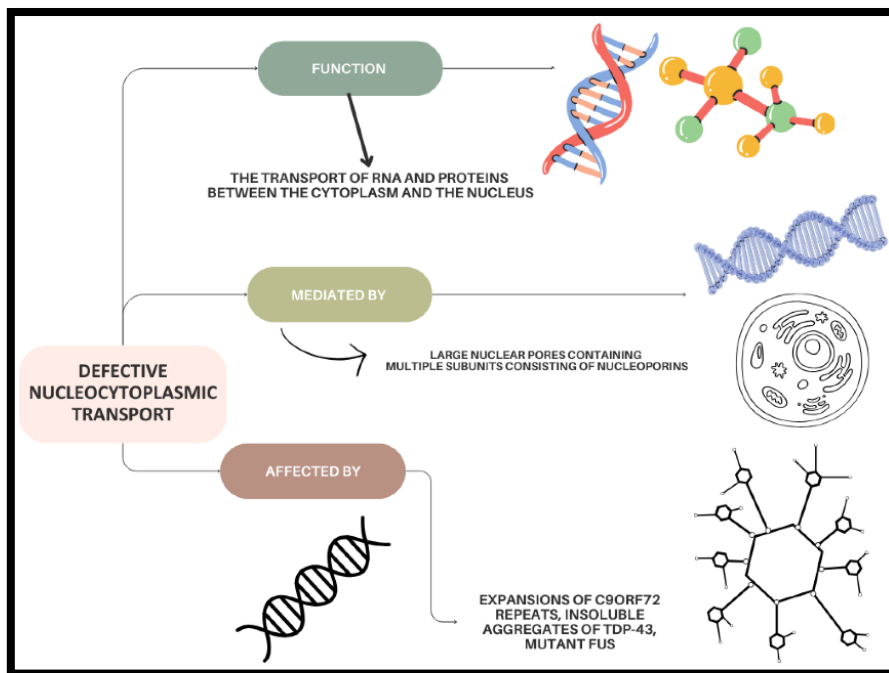 FUNCTION
THE TRANSPORT OF RNA AND PROTEINS
BETWEEN THE CYTOPLASM AND THE NUCLEUS
MEDIATED BY
LARGE NUCLEAR PORES CONTAINING
MULTIPLE SUBUNITS CONSISTING OF NUCLEOPORINS
DEFECTIVE
NUCLEOCYTOPLASMIC
TRANSPORT
AFFECTED BY
EXPANSIONS OF C9ORF72
REPEATS, INSOLUBLE
AGGREGATES OF TDP-43,
MUTANT FUS